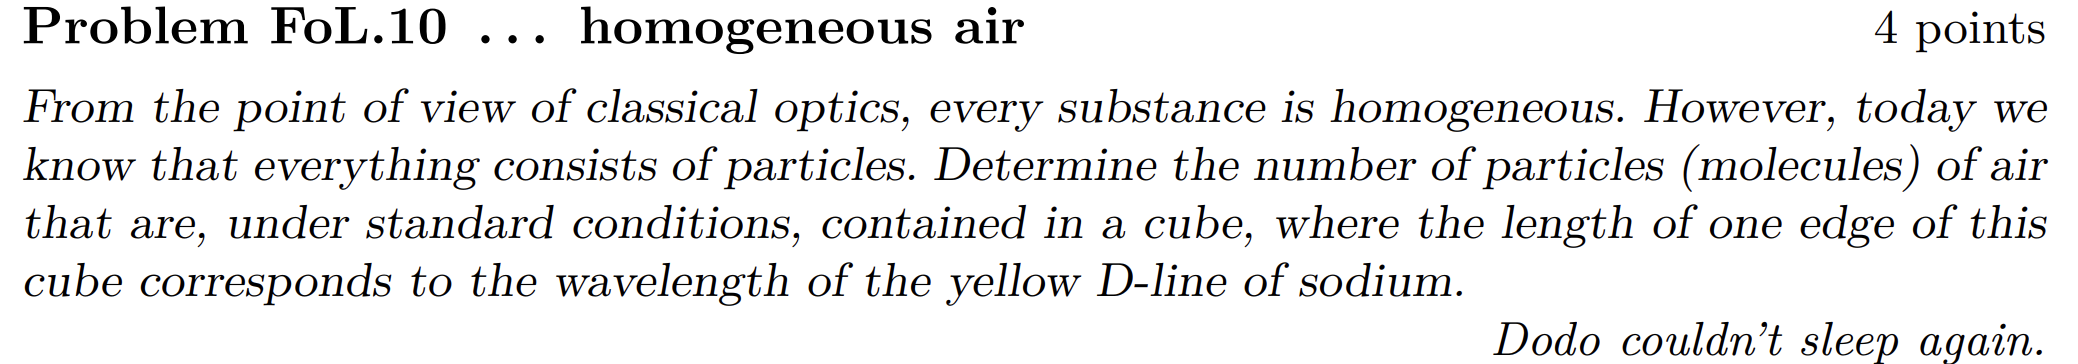 Problem FoL.10 ... homogeneous air 4 points
From the point of view of classical optics, every substance is homogeneous. However, today we
know that everything consists of particles. Determine the number of particles (molecules) of air
that are, under standard conditions, contained in a cube, where the length of one edge of this
cube corresponds to the wavelength of the yellow D-line of sodium.
Dodo couldn't sleep again.